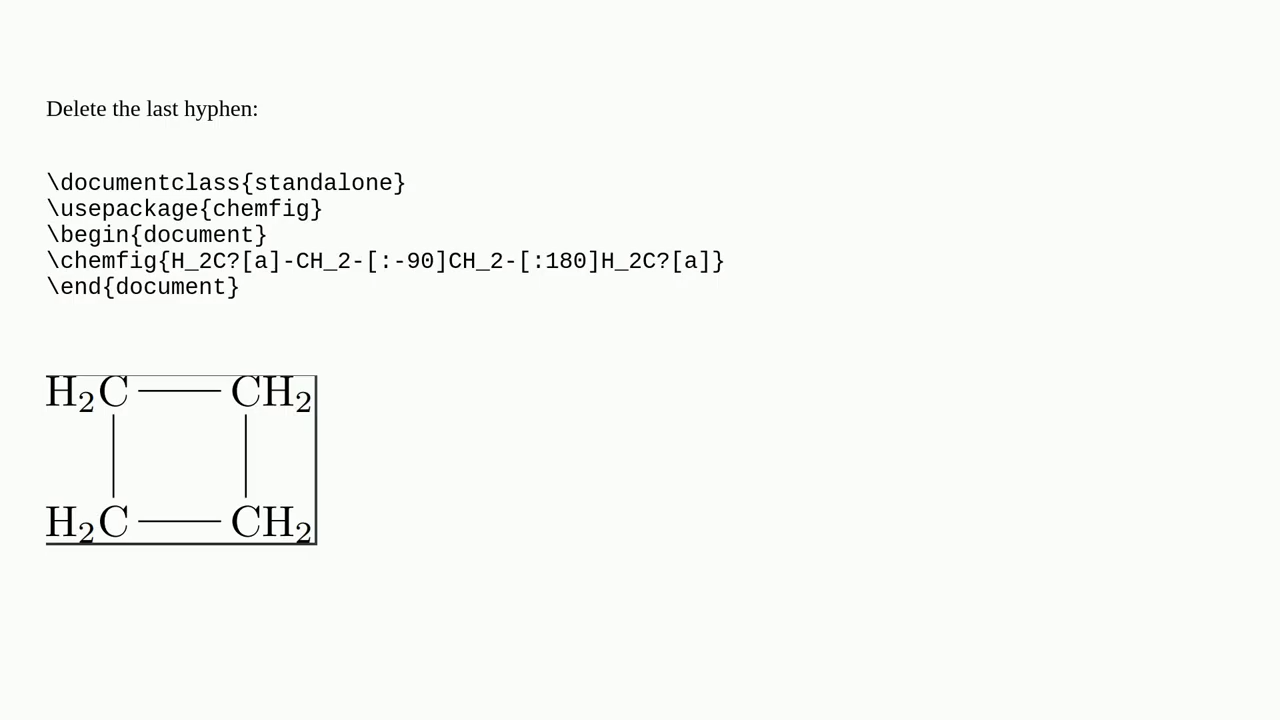 Delete the last hyphen:
\documentclass{standalone}
\usepackage{chemfig}
\begin{document}
\chemfig{H_2C?[a]-CH_2-[:-90]CH_2-[:180]H_2C?[a]}
\end{document}
H₂C CH₂
H₂C CH₂